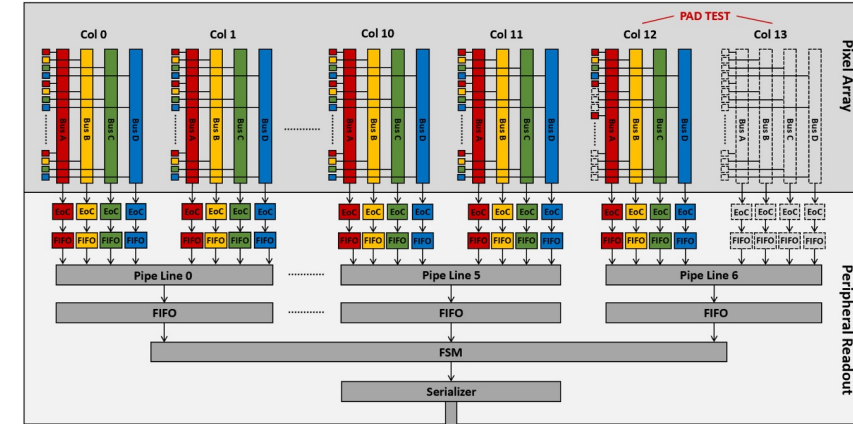 PAD TEST
Col 0 Col 1 Col 10 Col 11 Col 12 Col 13
Bus A Bus B Bus C Bus D Bus A Bus B Bus C Bus D Bus A Bus B Bus C Bus D Bus A Bus B Bus C Bus D Bus A Bus B Bus C Bus D Bus A Bus B Bus C Bus D
Pixel Array
EoC EoC EoC EoC EoC EoC EoC EoC EoC EoC EoC EoC EoC EoC EoC EoC EoC EoC EoC EoC EoC EoC EoC EoC
FIFO FIFO FIFO FIFO FIFO FIFO FIFO FIFO FIFO FIFO FIFO FIFO FIFO FIFO FIFO FIFO FIFO FIFO FIFO FIFO FIFO FIFO FIFO FIFO
Pipe Line 0 Pipe Line 5 Pipe Line 6
FIFO FIFO FIFO
FSM
Serializer
Peripheral Readout